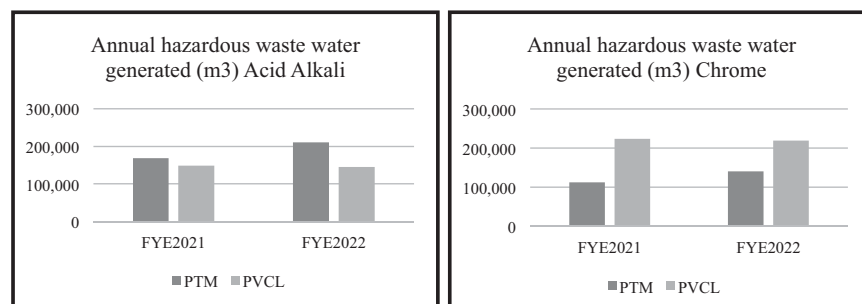 Annual hazardous waste water
generated (m3) Acid Alkali
300,000
200,000
100,000
0
FYE2021 FYE2022
PTM PVCL
Annual hazardous waste water
generated (m3) Chrome
300,000
200,000
100,000
0
FYE2021 FYE2022
PTM PVCL